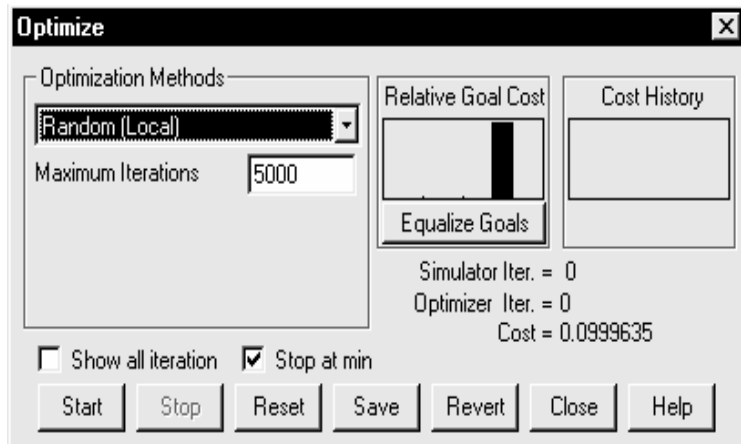 Optimize
Optimization Methods
Random (Local)
Maximum Iterations 5000
Relative Goal Cost
Equalize Goals
Cost History
Simulator Iter. = 0
Optimizer Iter. = 0
Cost = 0.0999635
Show all iteration Stop at min
Start Stop Reset Save Revert Close Help